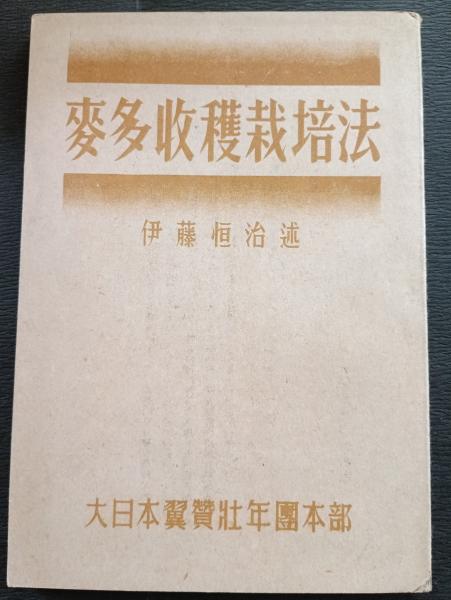 麥多收穫栽培法
伊藤恒治述
大日本翼贊壯年團本部